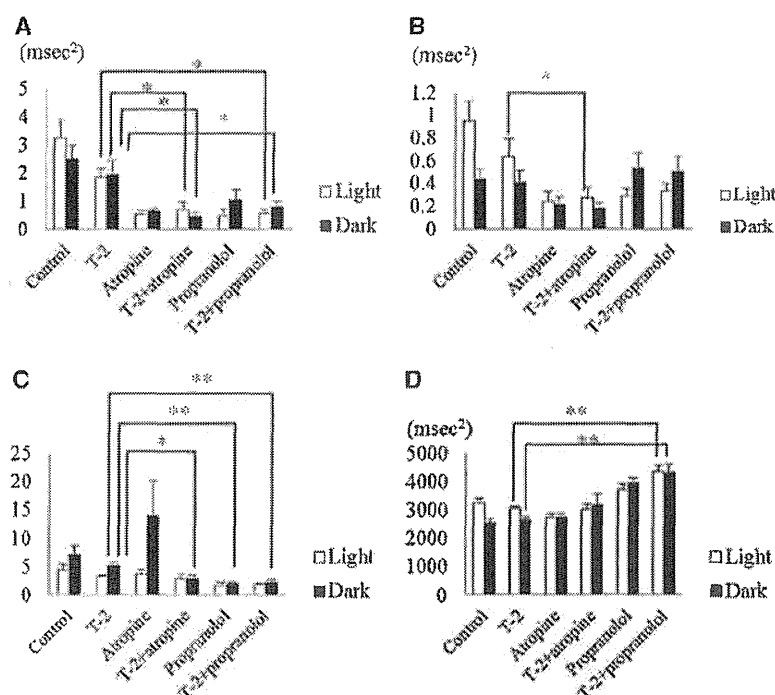 A
(msec²)
5
4
3
2
1
0
*
*
*
*
Light
Dark
Control
T-2
Atropine
T-2+atropine
Propranolol
T-2+propranolol
B
(msec²)
1.2
1
0.8
0.6
0.4
0.2
0
*
Light
Dark
Control
T-2
Atropine
T-2+atropine
Propranolol
T-2+propranolol
C
25
20
15
10
5
0
**
**
*
Light
Dark
Control
T-2
Atropine
T-2+atropine
Propranolol
T-2+propranolol
D
(msec²)
5000
4000
3000
2000
1000
0
**
**
Light
Dark
Control
T-2
Atropine
T-2+atropine
Propranolol
T-2+propranolol